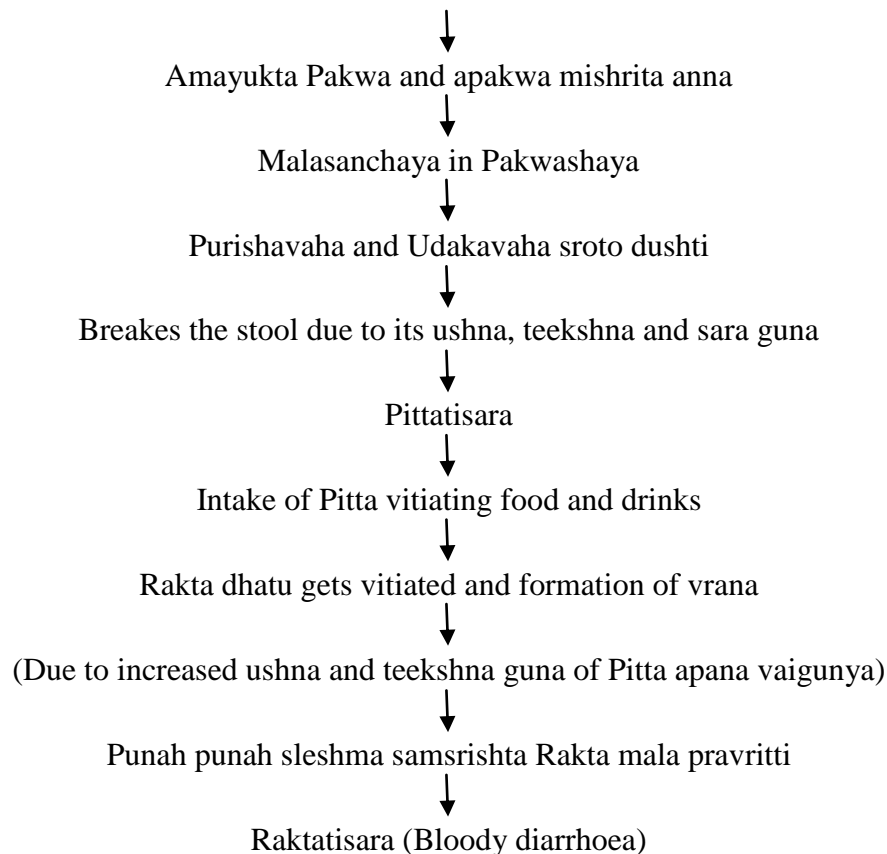 Amayukta Pakwa and apakwa mishrita anna
Malasanchaya in Pakwashaya
Purishavaha and Udakavaha sroto dushti
Breakes the stool due to its ushna, teekshna and sara guna
Pittatisara
Intake of Pitta vitiating food and drinks
Rakta dhatu gets vitiated and formation of vrana
(Due to increased ushna and teekshna guna of Pitta apana vaigunya)
Punah punah sleshma samsrishta Rakta mala pravritti
Raktatisara (Bloody diarrhoea)